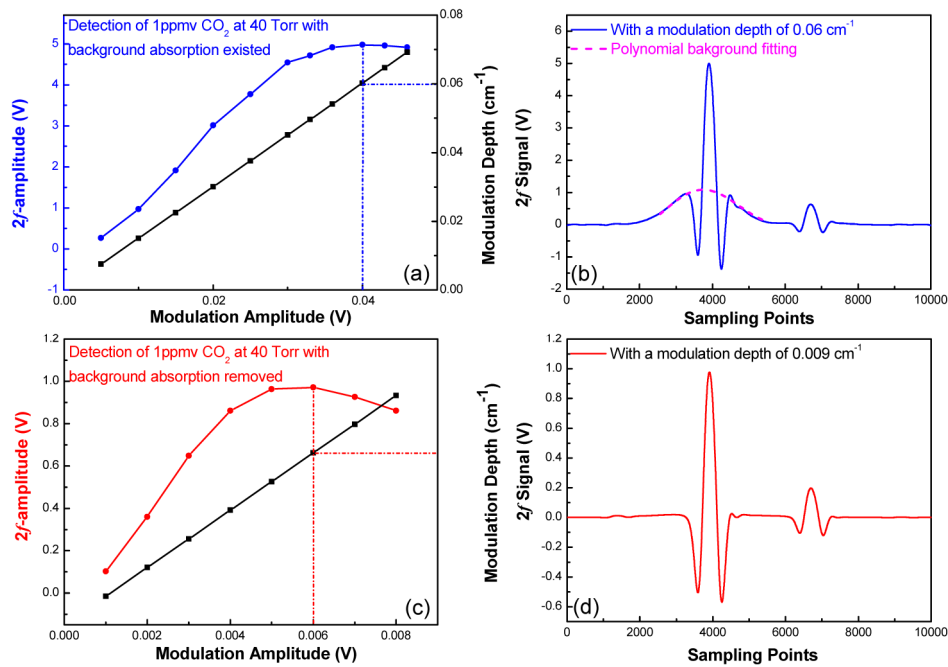 Detection of 1ppmv CO2 at 40 Torr with
background absorption existed
2f-amplitude (V)
6
5
4
3
2
1
0
-1
0.00
0.02
0.04
Modulation Amplitude (V)
0.08
0.06
0.04
0.02
0.00
Modulation Depth (cm-1)
(a)
With a modulation depth of 0.06 cm-1
Polynomial bakground fitting
2f Signal (V)
6
5
4
3
2
1
0
-1
-2
0
2000
4000
6000
8000
10000
Sampling Points
(b)
Detection of 1ppmv CO2 at 40 Torr with
background absorption removed
2f-amplitude (V)
1.2
1.0
0.8
0.6
0.4
0.2
0.0
0.000
0.002
0.004
0.006
0.008
Modulation Amplitude (V)
Modulation Depth (cm-1)
(c)
With a modulation depth of 0.009 cm-1
2f Signal (V)
1.2
1.0
0.8
0.6
0.4
0.2
0.0
-0.2
-0.4
-0.6
0
2000
4000
6000
8000
10000
Sampling Points
(d)